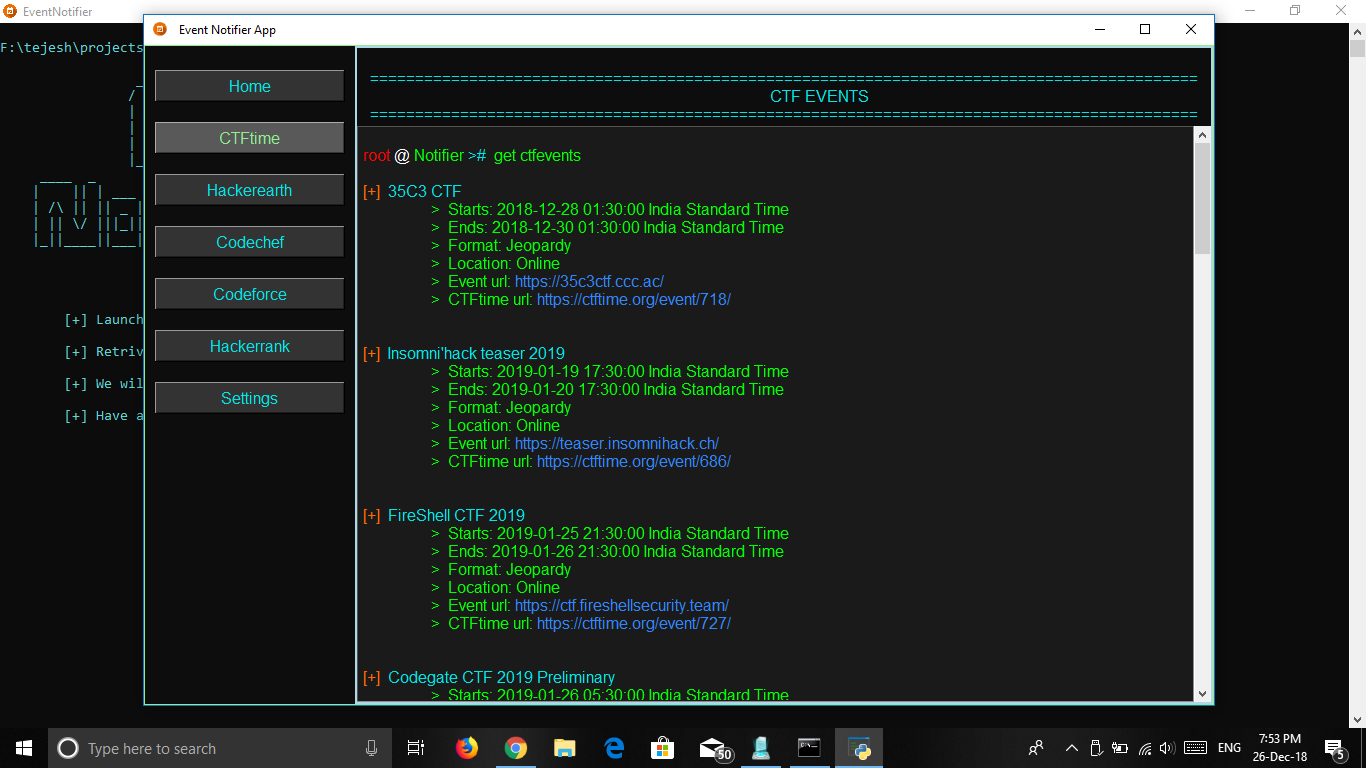 EventNotifier
F:\tejesh\projects
[+] Launch
[+] Retriv
[+] We wil
[+] Have a
Event Notifier App
Home
CTFtime
Hackerearth
Codechef
Codeforce
Hackerrank
Settings
==========================================================================================
CTF EVENTS
==========================================================================================
root @ Notifier ># get ctfevents
[+] 35C3 CTF
> Starts: 2018-12-28 01:30:00 India Standard Time
> Ends: 2018-12-30 01:30:00 India Standard Time
> Format: Jeopardy
> Location: Online
> Event url: https://35c3ctf.ccc.ac/
> CTFtime url: https://ctftime.org/event/718/
[+] Insomni'hack teaser 2019
> Starts: 2019-01-19 17:30:00 India Standard Time
> Ends: 2019-01-20 17:30:00 India Standard Time
> Format: Jeopardy
> Location: Online
> Event url: https://teaser.insomnihack.ch/
> CTFtime url: https://ctftime.org/event/686/
[+] FireShell CTF 2019
> Starts: 2019-01-25 21:30:00 India Standard Time
> Ends: 2019-01-26 21:30:00 India Standard Time
> Format: Jeopardy
> Location: Online
> Event url: https://ctf.fireshellsecurity.team/
> CTFtime url: https://ctftime.org/event/727/
[+] Codegate CTF 2019 Preliminary
> Starts: 2019-01-26 05:30:00 India Standard Time
Type here to search
50
ENG
7:53 PM
26-Dec-18
5